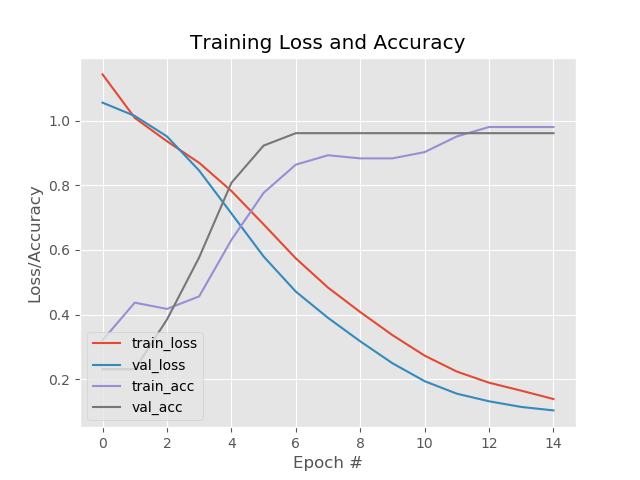 Training Loss and Accuracy
Loss/Accuracy
1.0
0.8
0.6
0.4
0.2
train_loss
val_loss
train_acc
val_acc
0 2 4 6 8 10 12 14
Epoch #